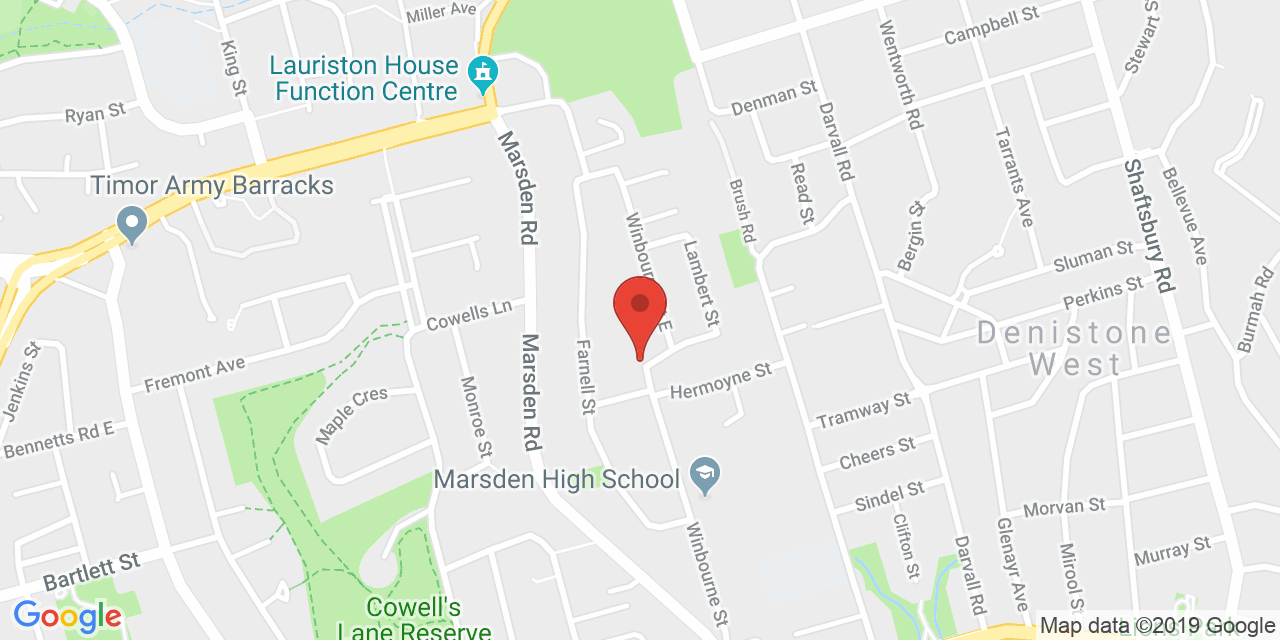 Miller Ave
King St
Lauriston House
Function Centre
Ryan St
Timor Army Barracks
Marsden Rd
Denman St
Campbell St
Stewart S
Wentworth Rd
Darvall Rd
Tarrants Ave
Shaftsbury Rd
Bellevue Ave
Read St
Brush Rd
Bergin St
Sluman St
Perkins St
Burmah Rd
Lambert St
E
Cowells Ln
Farnell St
Marsden Rd
Denistone
West
Jenkins St
Fremont Ave
Maple Cres
Monroe St
Hermoyne St
Tramway St
Bennetts Rd E
Cheers St
Marsden High School
Sindel St
Morvan St
Clifton St
Glenayr Ave
Darvall Rd
Mirool St
Murray St
Winbourne St
Bartlett St
Cowell's
Lane Reserve
Google
Map data ©2019 Google